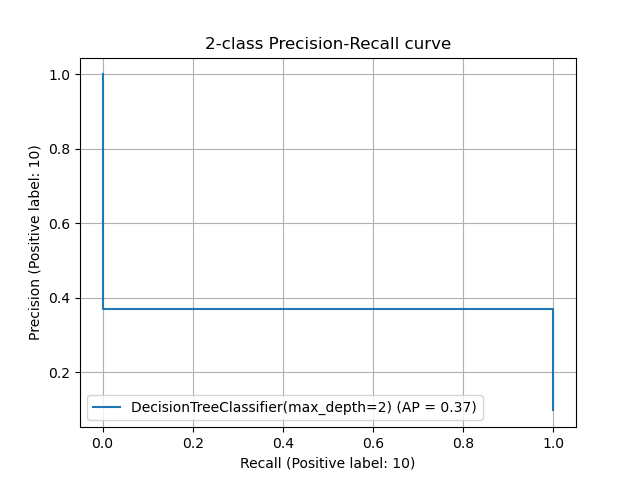 2-class Precision-Recall curve
1.0
0.8
0.6
0.4
0.2
Precision (Positive label: 10)
DecisionTreeClassifier(max_depth=2) (AP = 0.37)
0.0 0.2 0.4 0.6 0.8 1.0
Recall (Positive label: 10)